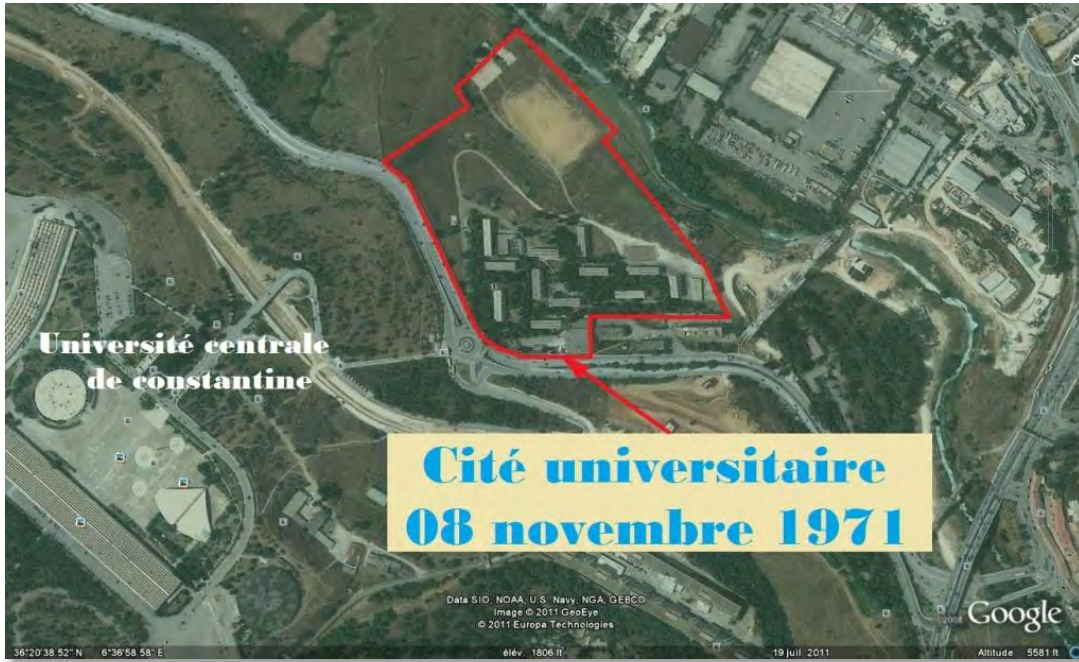 Université centrale
de constantine
Cité universitaire
08 novembre 1971
Data SIO, NOAA, U.S. Navy, NGA, GEBCO
Image © 2011 GeoEye
© 2011 Europa Technologies
©2008 Google
36°20'38.52" N 6°36'58.58" E élév. 1806 ft 19 juil. 2011 Altitude 5581 ft